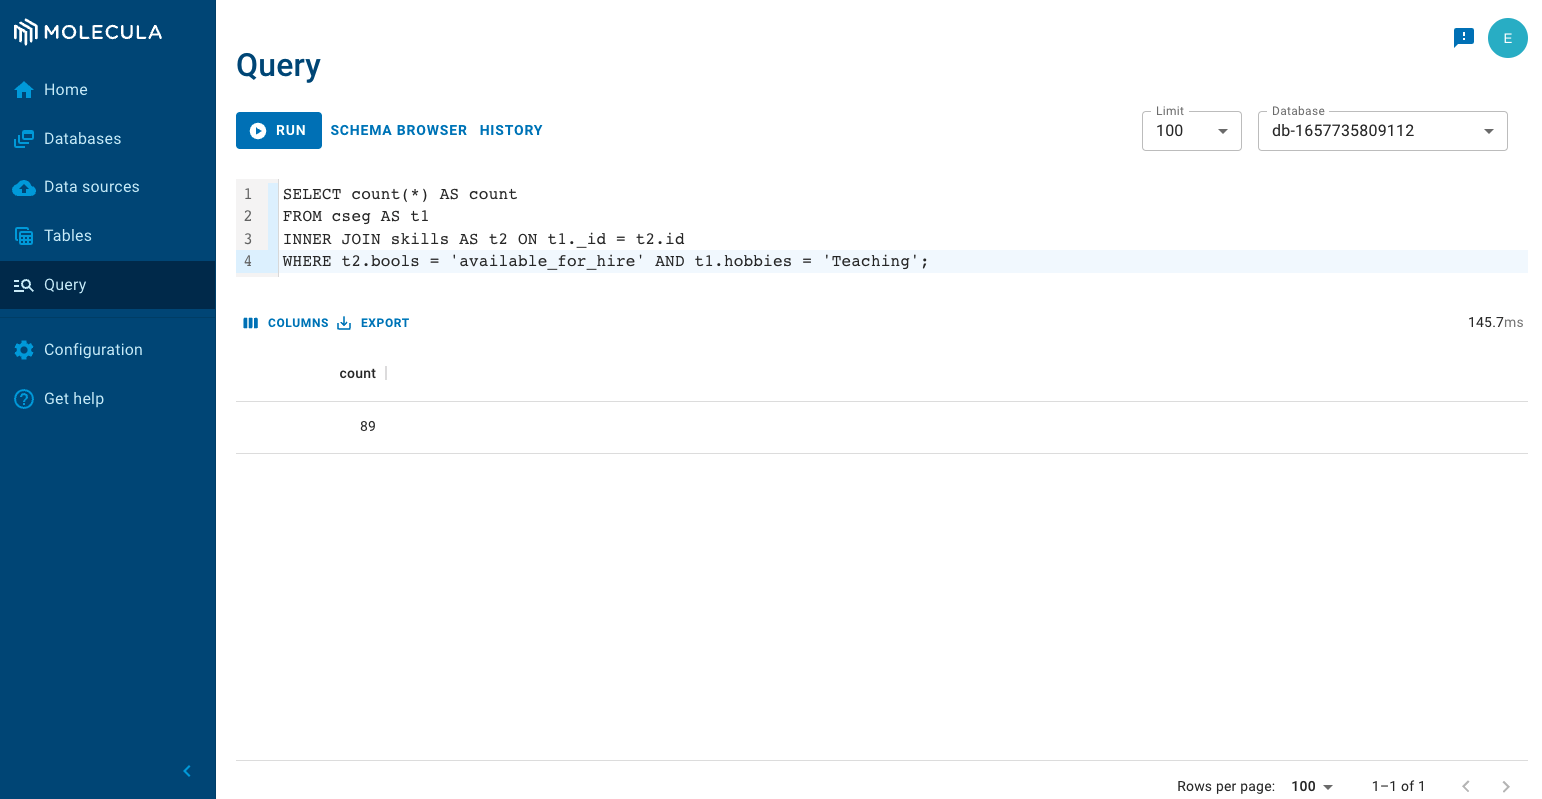 MOLECULA
Home
Databases
Data sources
Tables
Query
Configuration
Get help
E
Query
RUN SCHEMA BROWSER HISTORY
Limit
100
Database
db-1657735809112
1 SELECT count(*) AS count
2 FROM cseg AS t1
3 INNER JOIN skills AS t2 ON t1._id = t2.id
4 WHERE t2.bools = 'available_for_hire' AND t1.hobbies = 'Teaching';
COLUMNS EXPORT 145.7ms
count
89
Rows per page: 100 1–1 of 1